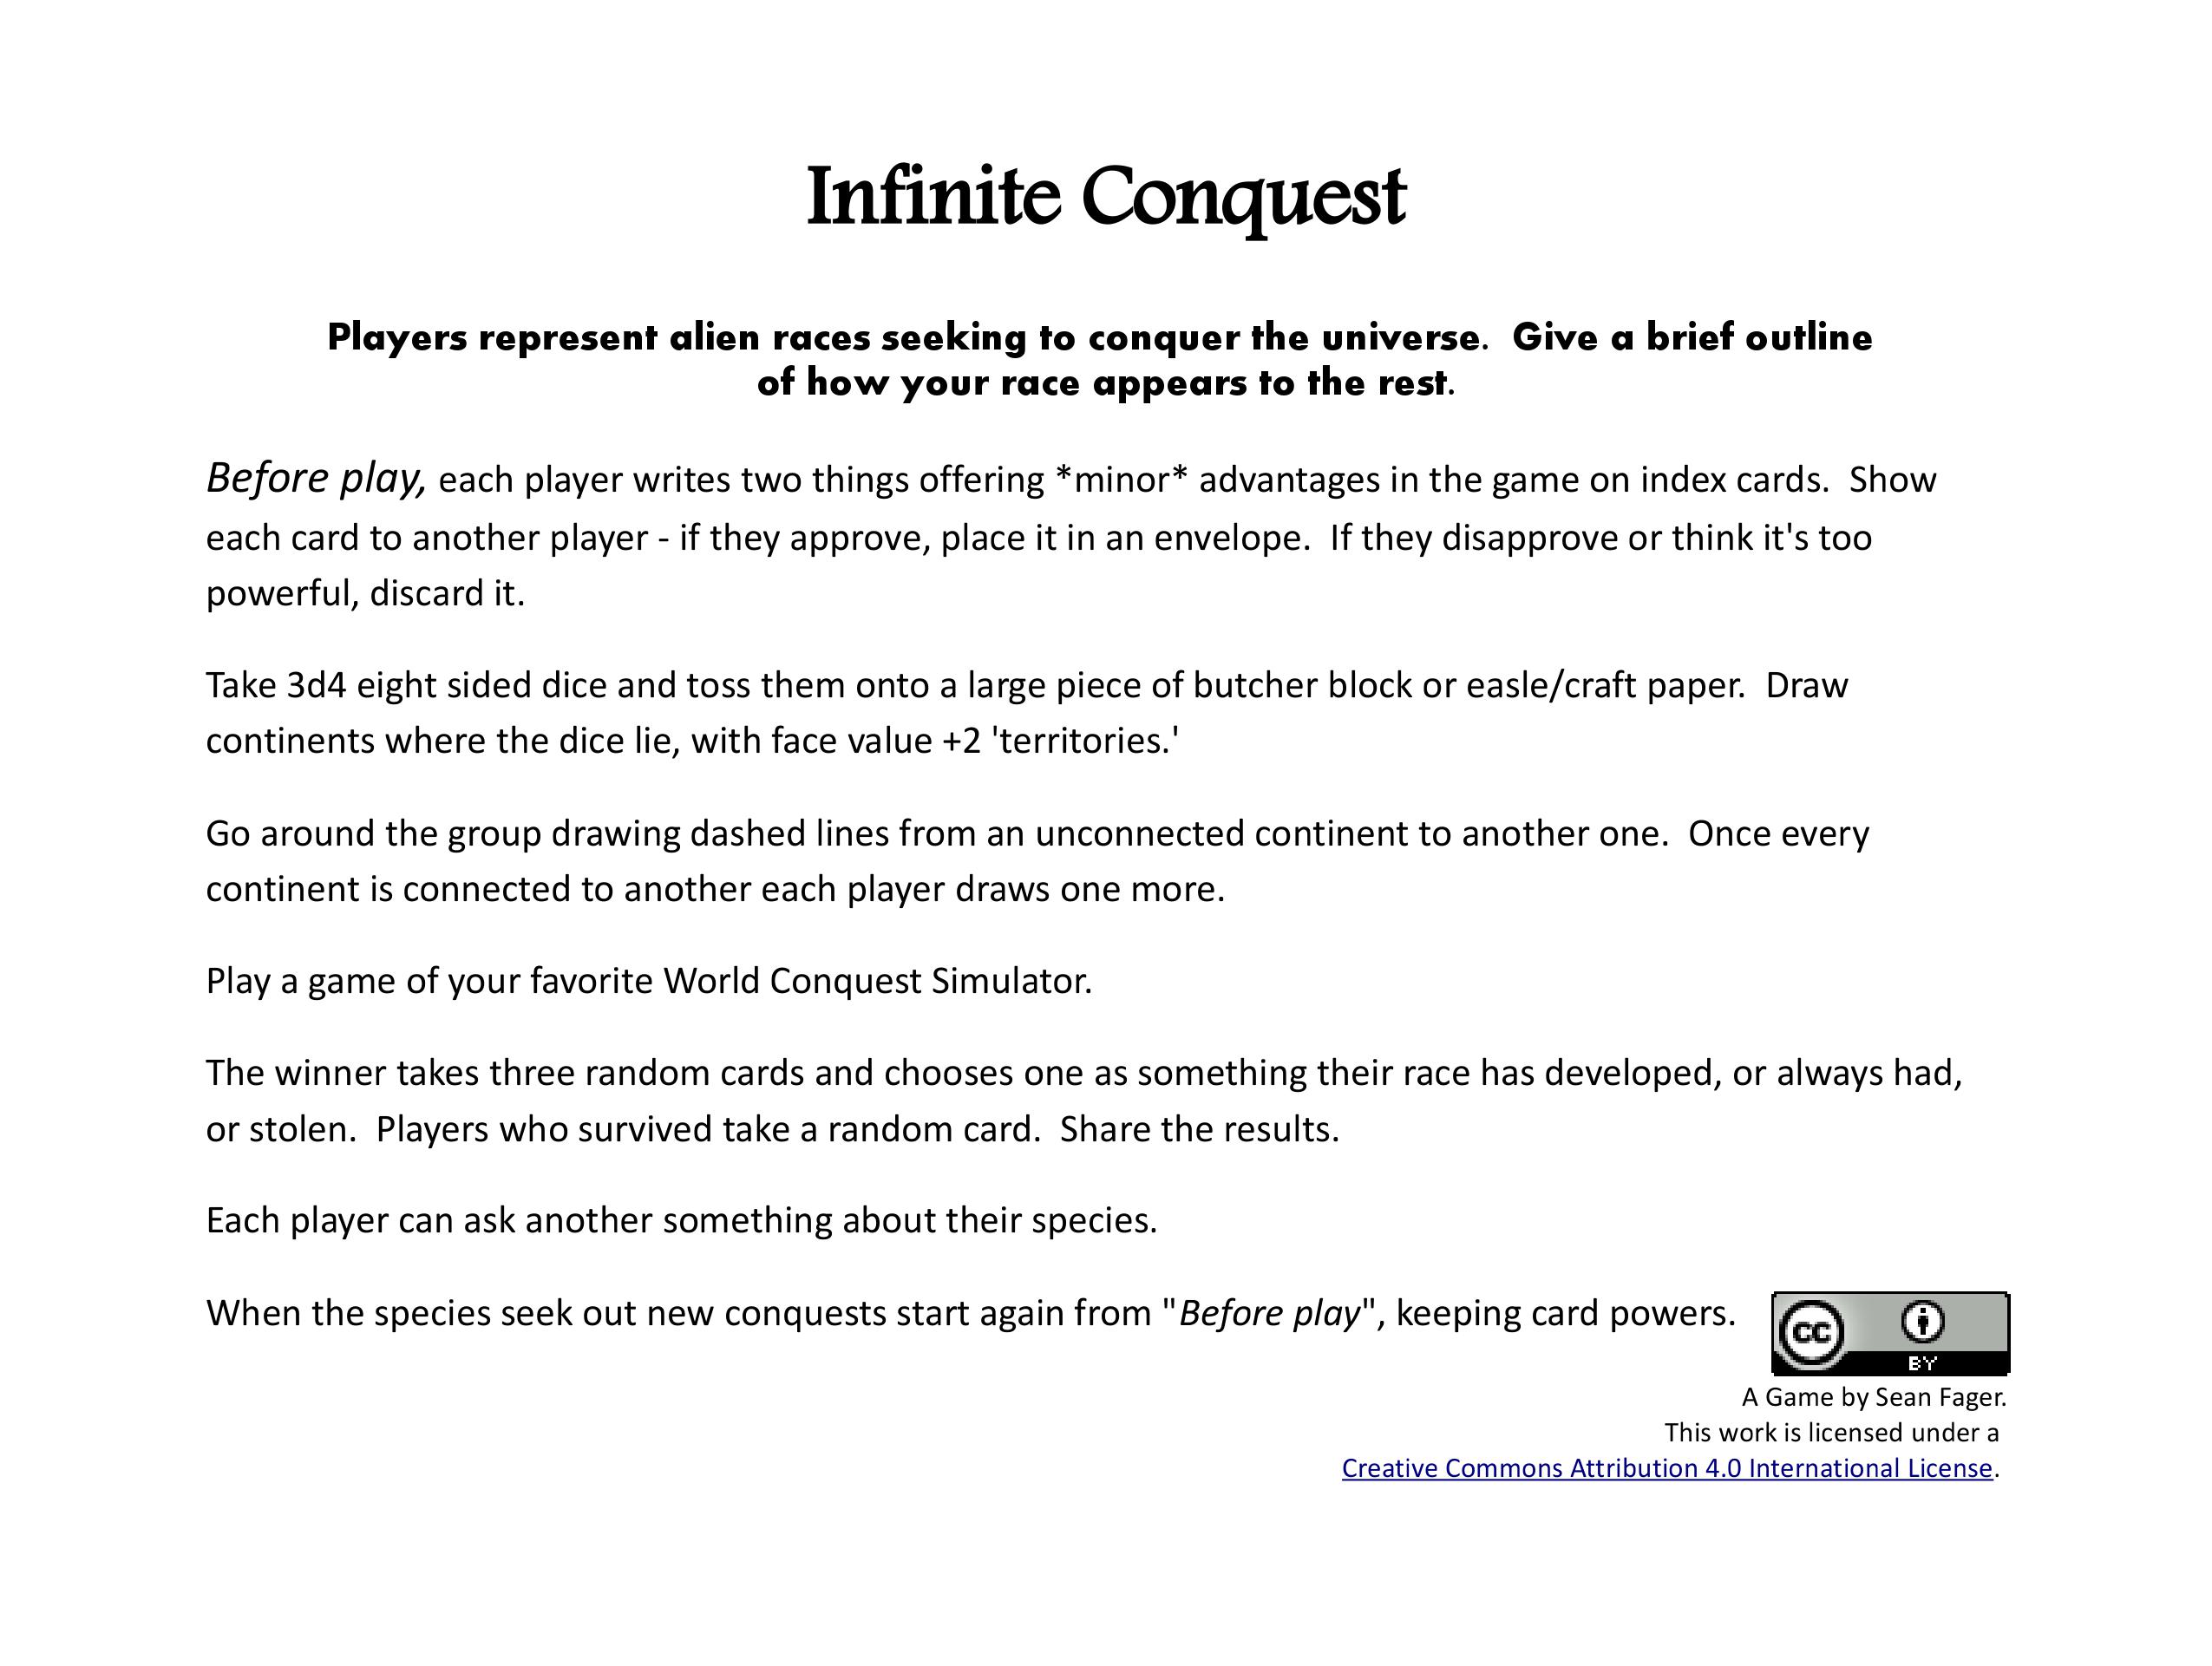 Infinite Conquest
Players represent alien races seeking to conquer the universe.  Give a brief outline
of how your race appears to the rest.
Before play, each player writes two things offering *minor* advantages in the game on index cards.  Show
each card to another player - if they approve, place it in an envelope.  If they disapprove or think it's too
powerful, discard it.
Take 3d4 eight sided dice and toss them onto a large piece of butcher block or easle/craft paper.  Draw
continents where the dice lie, with face value +2 'territories.'
Go around the group drawing dashed lines from an unconnected continent to another one.  Once every
continent is connected to another each player draws one more.
Play a game of your favorite World Conquest Simulator.
The winner takes three random cards and chooses one as something their race has developed, or always had,
or stolen.  Players who survived take a random card.  Share the results.
Each player can ask another something about their species.
When the species seek out new conquests start again from "Before play", keeping card powers.
CC
BY
A Game by Sean Fager.
This work is licensed under a
Creative Commons Attribution 4.0 International License.